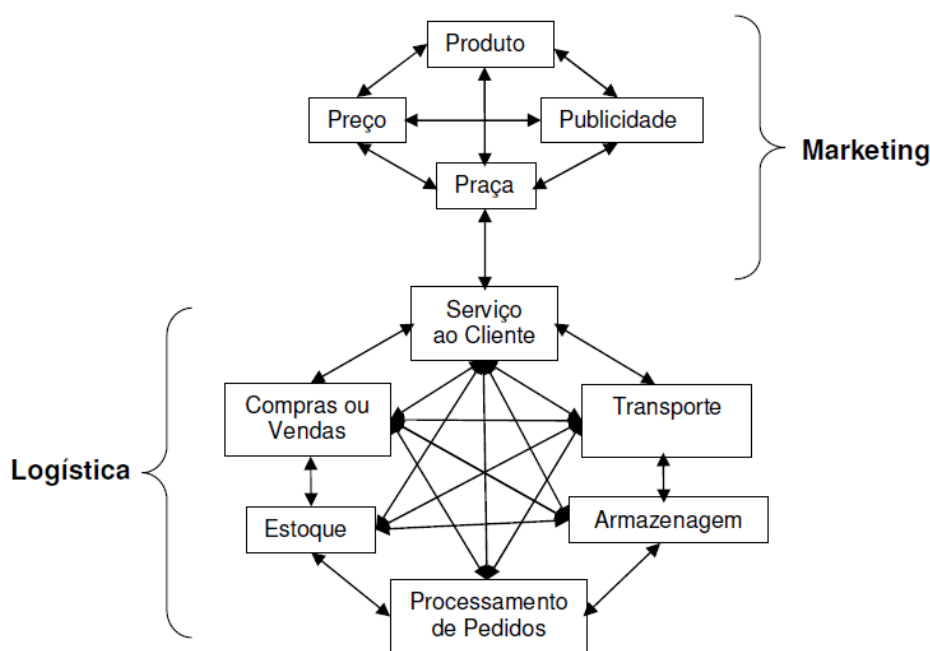 Produto
Preço
Publicidade
Marketing
Praça
Serviço
ao Cliente
Compras ou
Vendas
Transporte
Logística
Estoque
Armazenagem
Processamento
de Pedidos